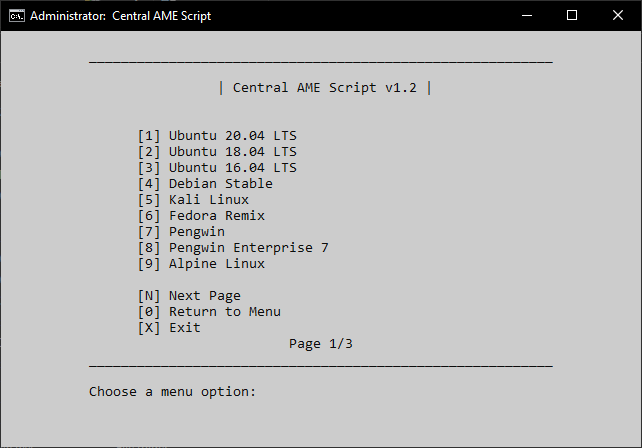 Administrator: Central AME Script
| Central AME Script v1.2 |
[1] Ubuntu 20.04 LTS
[2] Ubuntu 18.04 LTS
[3] Ubuntu 16.04 LTS
[4] Debian Stable
[5] Kali Linux
[6] Fedora Remix
[7] Pengwin
[8] Pengwin Enterprise 7
[9] Alpine Linux
[N] Next Page
[0] Return to Menu
[X] Exit
Page 1/3
Choose a menu option: